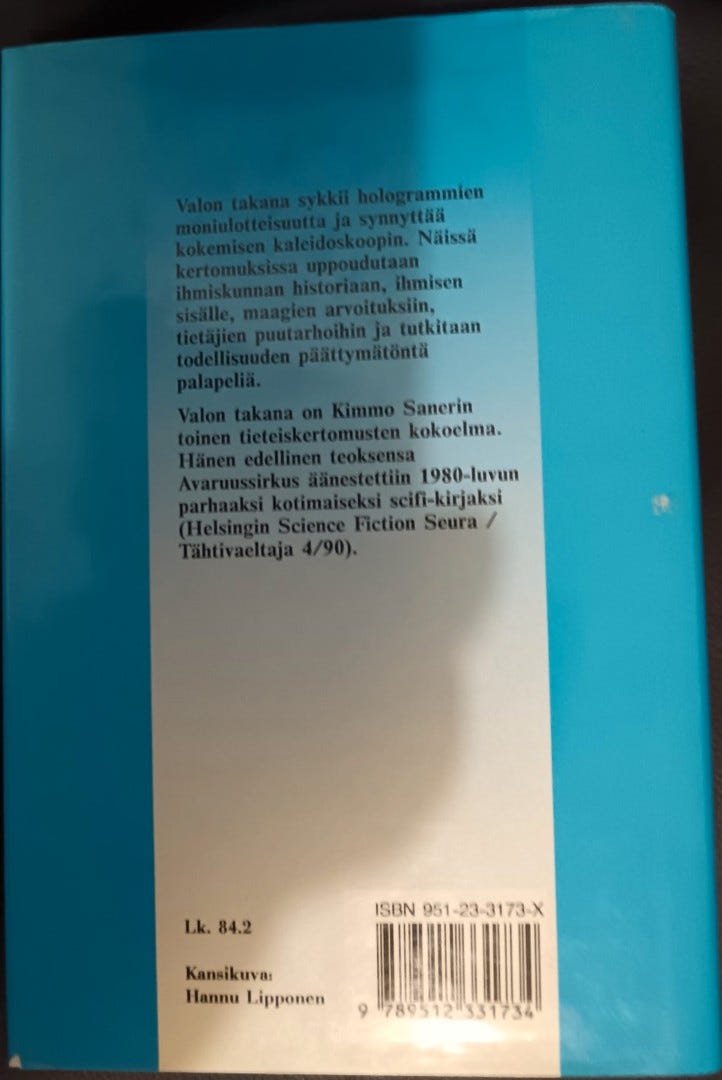 Valon takana sykkii hologrammien
moniulotteisuutta ja synnyttää
kokemisen kaleidoskoopin. Näissä
kertomuksissa uppoudutaan
ihmiskunnan historiaan, ihmisen
sisälle, maagien arvoituksiin,
tietäjien puutarhoihin ja tutkitaan
todellisuuden päättymätöntä
palapeliä.
Valon takana on Kimmo Sanerin
toinen tieteiskertomusten kokoelma.
Hänen edellinen teoksensa
Avaruussirkus äänestettiin 1980-luvun
parhaaksi kotimaiseksi scifi-kirjaksi
(Helsingin Science Fiction Seura /
Tähtivaeltaja 4/90).
ISBN 951-23-3173-X
Lk. 84.2
Kansikuva:
Hannu Lipponen
9 789512 331734